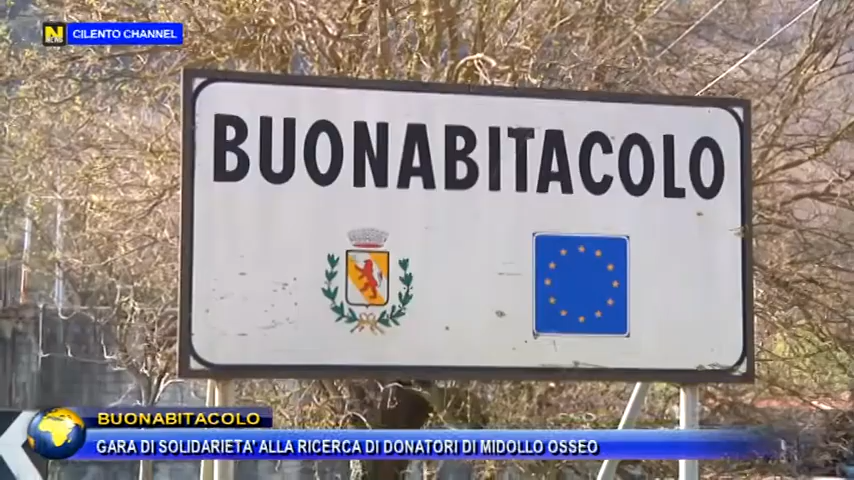 N
CILENTO CHANNEL
BUONABITACOLO
BUONABITACOLO
GARA DI SOLIDARIETA' ALLA RICERCA DI DONATORI DI MIDOLLO OSSEO